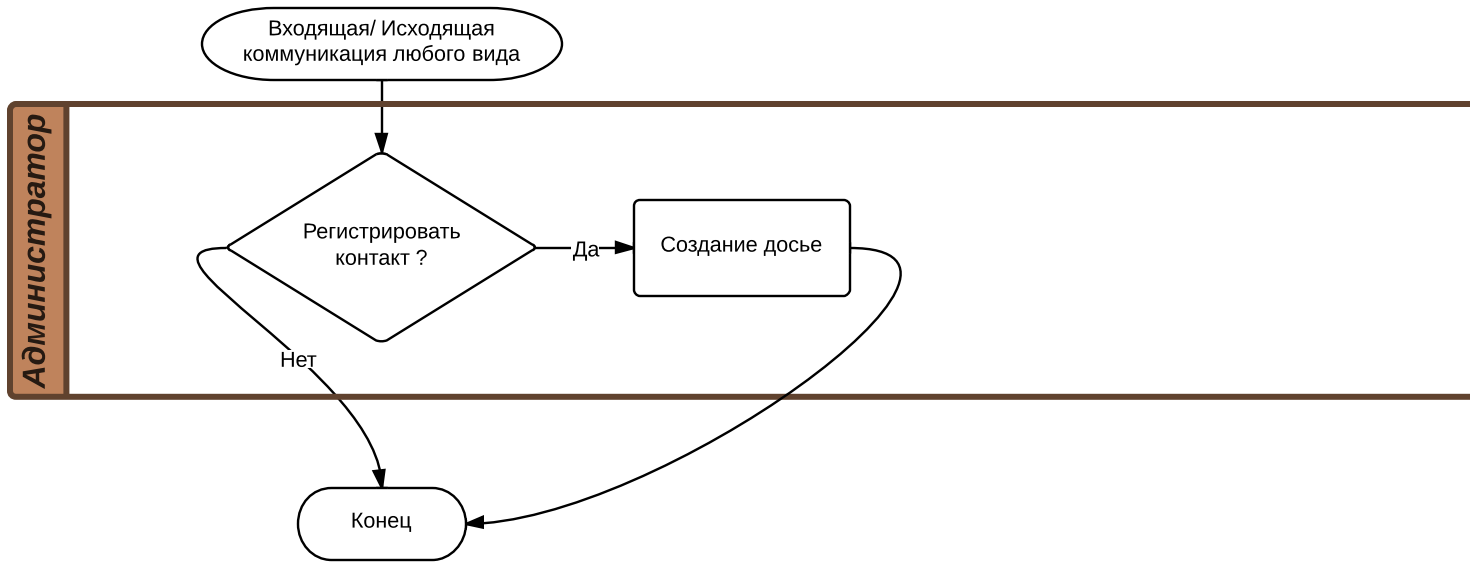 Входящая/ Исходящая
коммуникация любого вида
Администратор
Регистрировать
контакт ?
Да
Создание досье
Нет
Конец